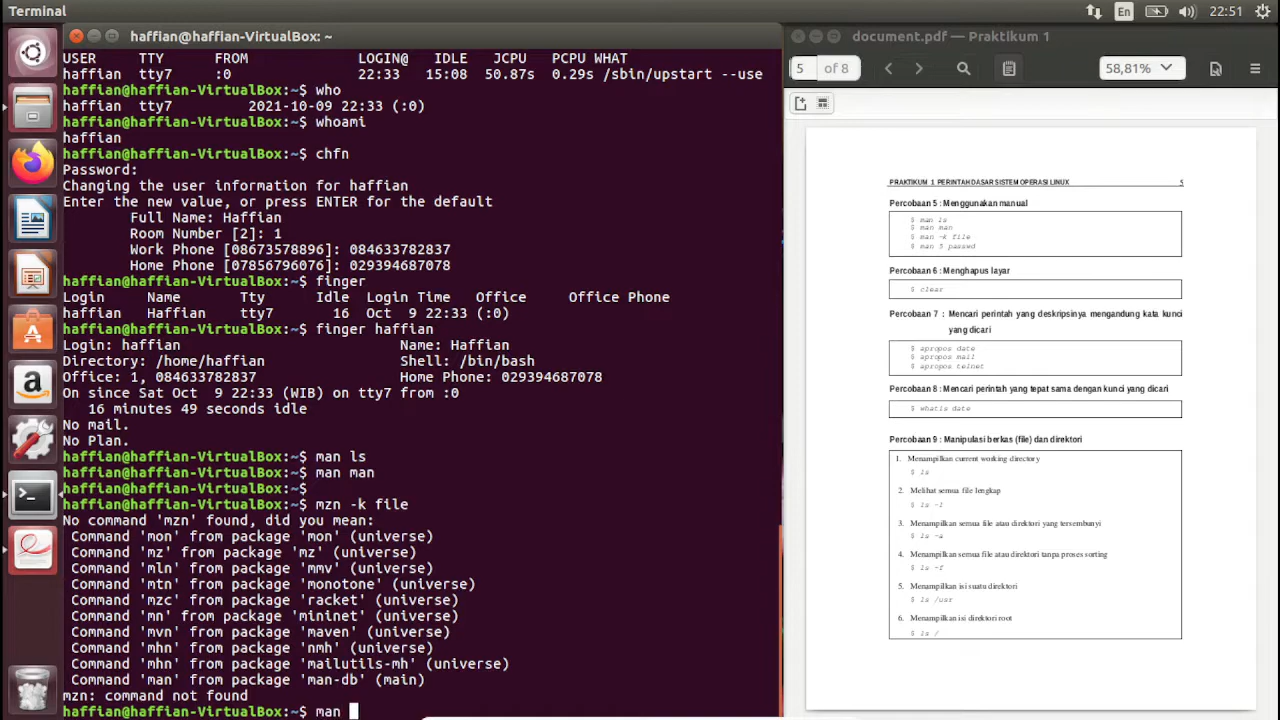 Terminal
En
22:51
haffian@haffian-VirtualBox: ~
USER     TTY      FROM             LOGIN@   IDLE   JCPU   PCPU WHAT
haffian  tty7     :0               22:33   15:08  50.87s  0.29s /sbin/upstart --use
haffian@haffian-VirtualBox:~$ who
haffian  tty7         2021-10-09 22:33 (:0)
haffian@haffian-VirtualBox:~$ whoami
haffian
haffian@haffian-VirtualBox:~$ chfn
Password:
Changing the user information for haffian
Enter the new value, or press ENTER for the default
Full Name: Haffian
Room Number []: 1
Work Phone [0836578896]: 084633787337
Home Phone [07856796076]: 029394687078
haffian@haffian-VirtualBox:~$ finger
Login     Name       Tty      Idle  Login Time   Office     Office Phone
haffian   Haffian    tty7       16  Oct  9 22:33 (:0)
haffian@haffian-VirtualBox:~$ finger haffian
Login: haffian                          Name: Haffian
Directory: /home/haffian                Shell: /bin/bash
Office: 1, 084633787337                 Home Phone: 029394687078
On since Sat Oct  9 22:33 2021 (WIB) on tty7 from :0
16 minutes 49 seconds idle
No mail.
No Plan.
haffian@haffian-VirtualBox:~$ man ls
haffian@haffian-VirtualBox:~$ man man
haffian@haffian-VirtualBox:~$
haffian@haffian-VirtualBox:~$ mzn -k file
No command 'mzn' found, did you mean:
Command 'mon' from package 'mon' (universe)
Command 'mz' from package 'mz' (universe)
Command 'mln' from package 'mmv' (universe)
Command 'mtn' from package 'monotone' (universe)
Command 'mzc' from package 'racket' (universe)
Command 'mn' from package 'mininet' (universe)
Command 'mvn' from package 'maven' (universe)
Command 'mhn' from package 'nmh' (universe)
Command 'mhn' from package 'mailutils-mh' (universe)
Command 'man' from package 'man-db' (main)
mzn: command not found
haffian@haffian-VirtualBox:~$ man
document.pdf — Praktikum 1
5 of 8
58,81%
PRAKTIKUM 1 PERINTAH DASAR SISTEM OPERASI LINUX 5
Percobaan 5 : Menggunakan manual
$ man ls
$ man man
$ man -k file
$ man 5 passwd
Percobaan 6 : Menghapus layar
$ clear
Percobaan 7 : Mencari perintah yang deskripsinya mengandung kata kunci
yang dicari
$ apropos date
$ apropos mail
$ apropos telnet
Percobaan 8 : Mencari perintah yang tepat sama dengan kunci yang dicari
$ whatis date
Percobaan 9 : Manipulasi berkas (file) dan direktori
1. Menampilkan current working directory
$ ls
2. Melihat semua file lengkap
$ ls -l
3. Menampilkan semua file atau direktori yang tersembunyi
$ ls -a
4. Menampilkan semua file atau direktori tanpa proses sorting
$ ls -f
5. Menampilkan isi suatu direktori
$ ls /usr
6. Menampilkan isi direktori root
$ ls /